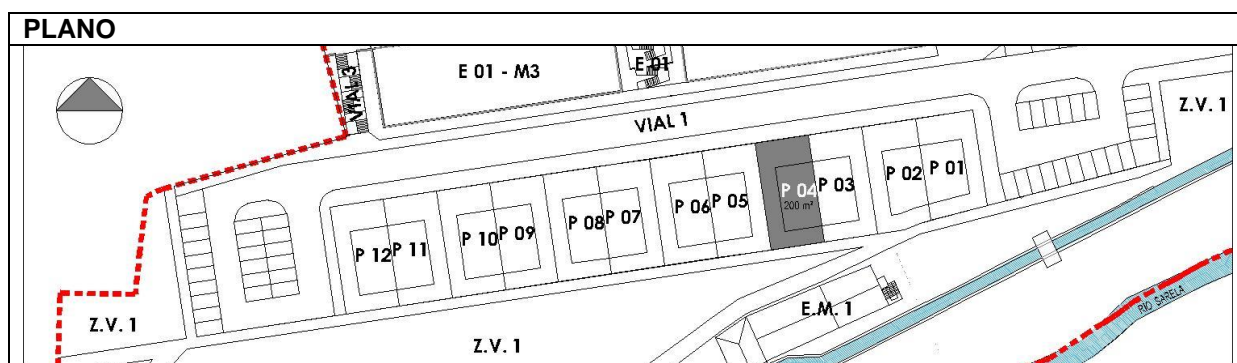 PLANO
VIAL 3
E 01 - M3
E 01
VIAL 1
Z.V. 1
P 04
200 m²
P 03
P 02
P 01
P 06
P 05
P 08
P 07
P 10
P 09
P 12
P 11
Z.V. 1
Z.V. 1
E.M. 1
RIO SARELA